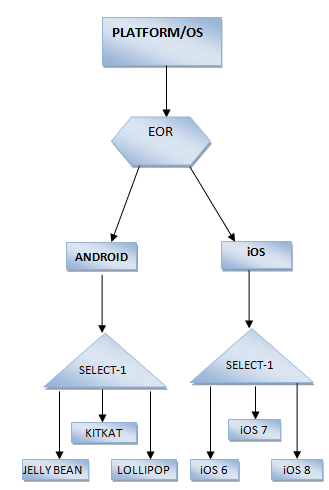 PLATFORM/OS
EOR
ANDROID
iOS
SELECT-1
SELECT-1
KITKAT
iOS 7
JELLY BEAN
LOLLIPOP
iOS 6
iOS 8